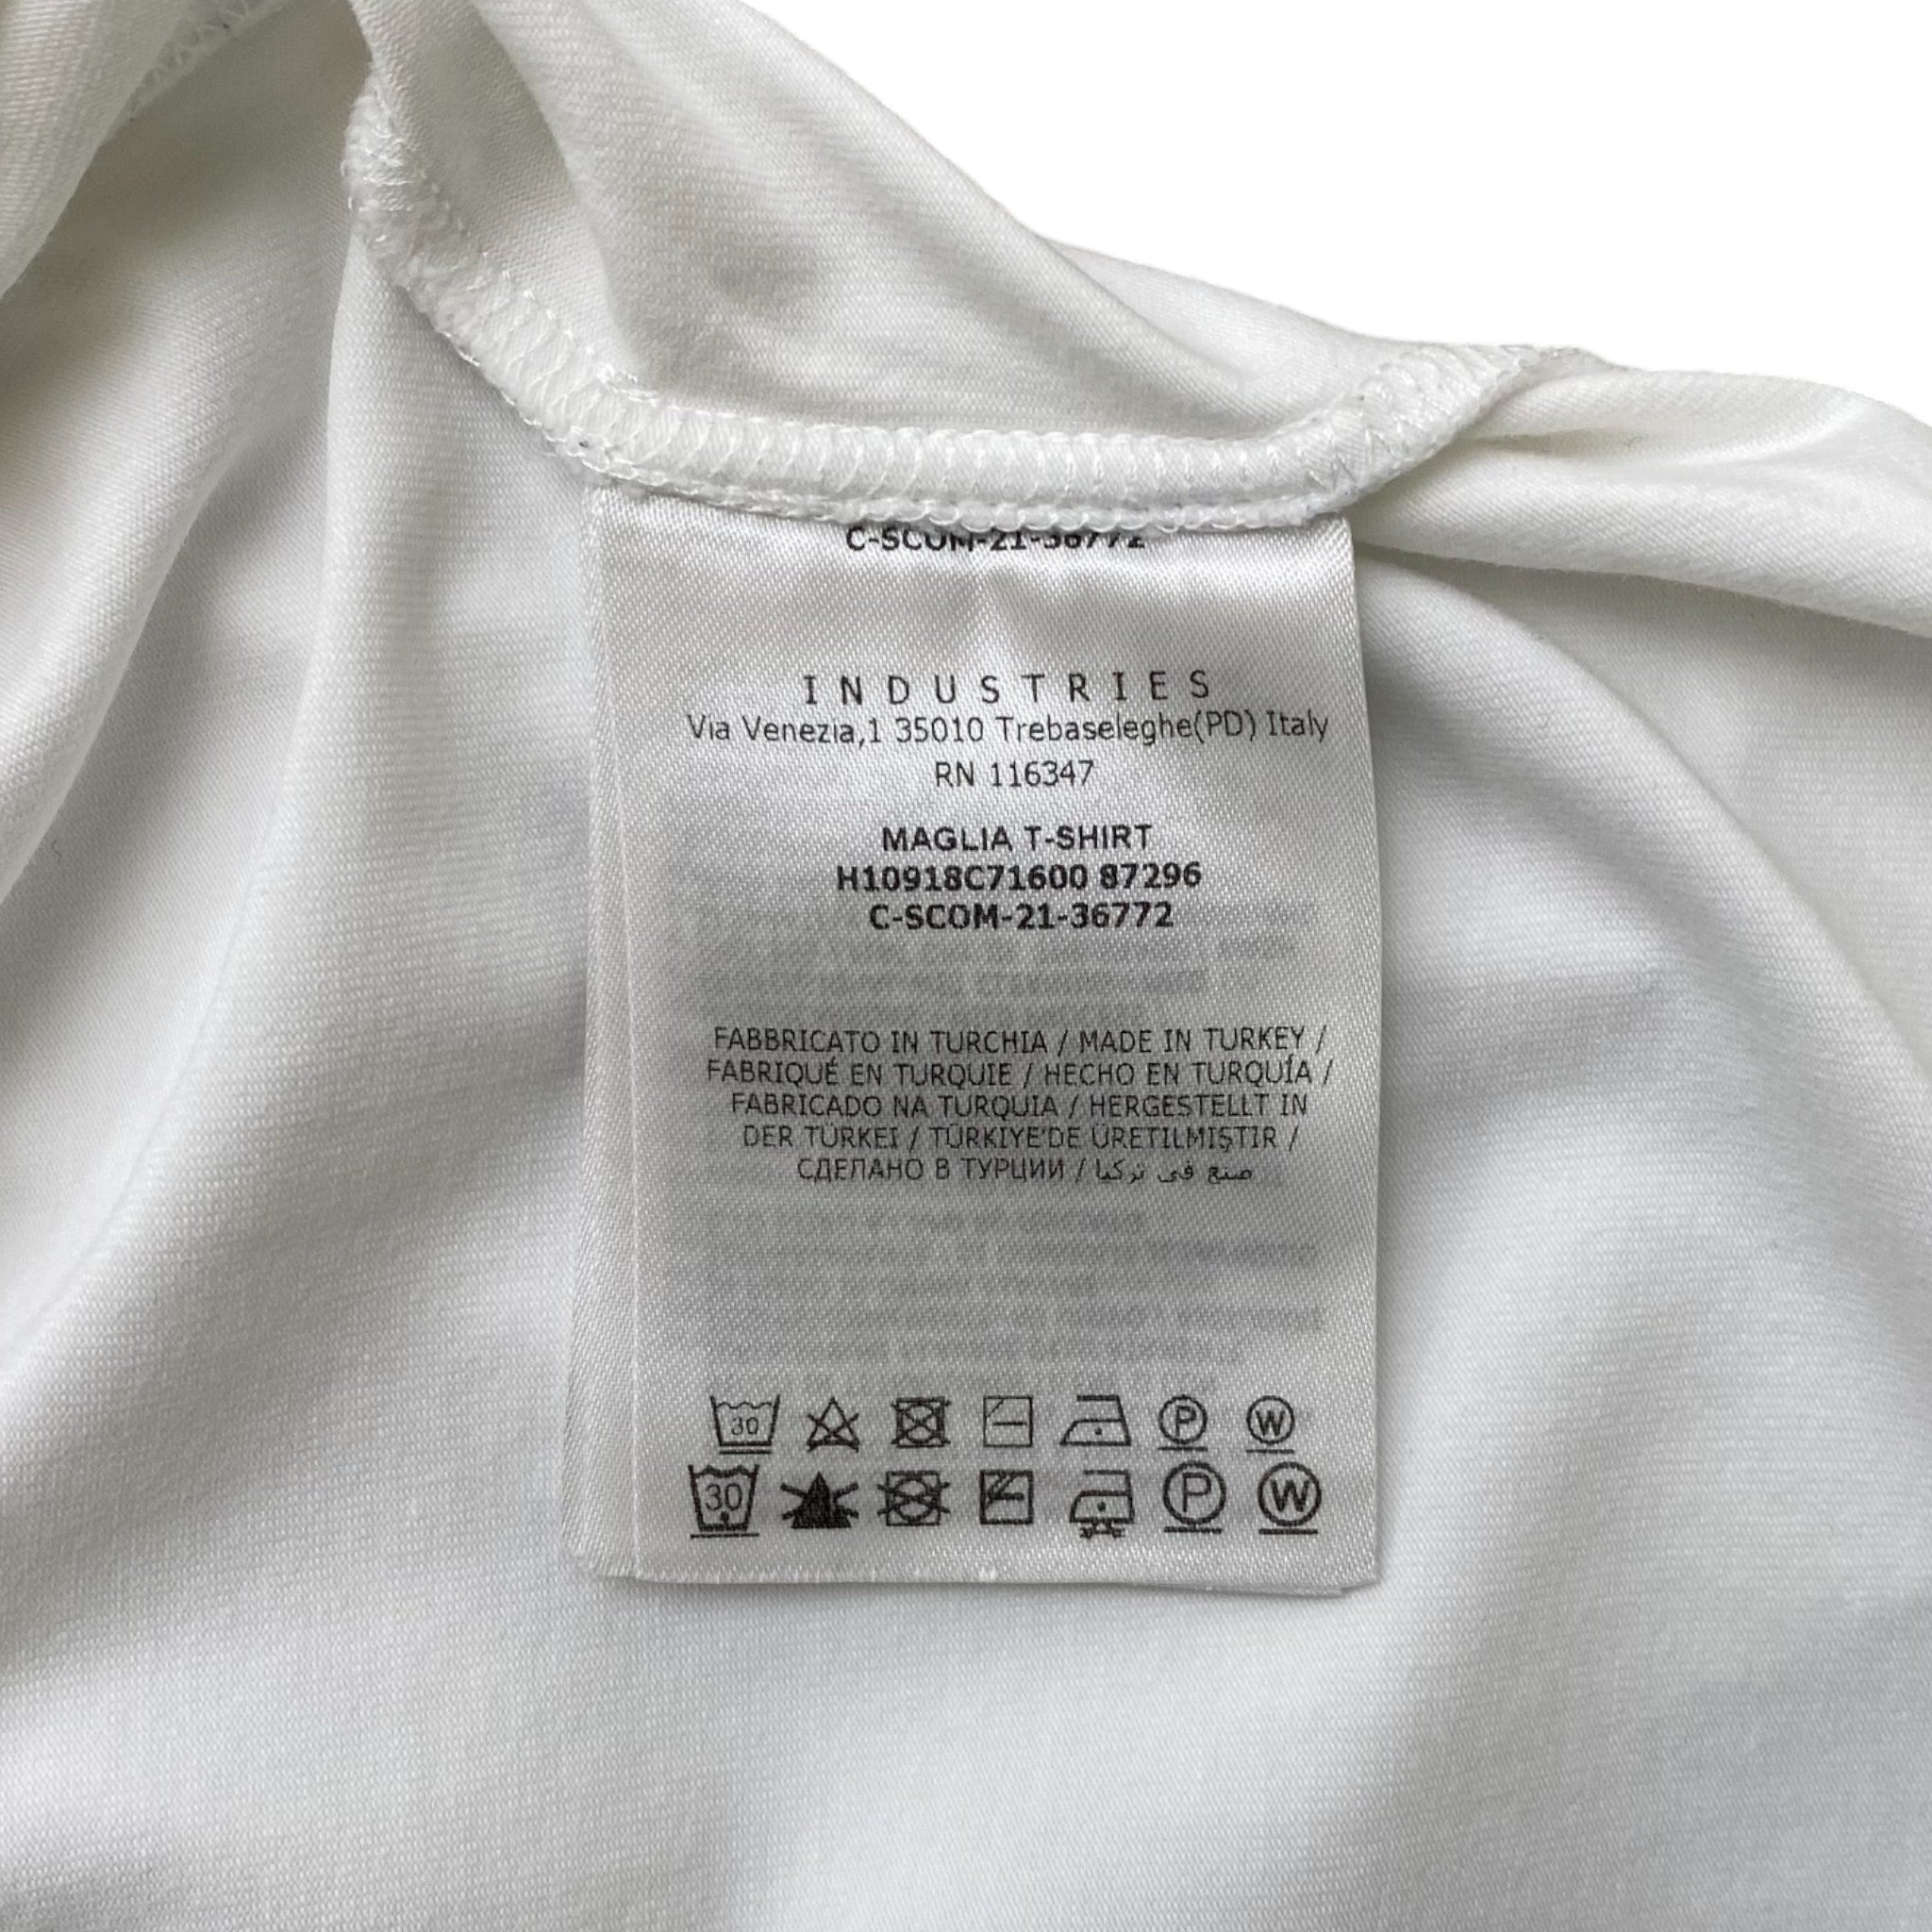 C-SCOM-21-36772
INDUSTRIES
Via Venezia,1 35010 Trebaseleghe(PD) Italy
RN 116347
MAGLIA T-SHIRT
H10918C71600 87296
C-SCOM-21-36772
FABBRICATO IN TURCHIA / MADE IN TURKEY /
FABRIQUÉ EN TURQUIE / HECHO EN TURQUÍA /
FABRICADO NA TURQUIA / HERGESTELLT IN
DER TÜRKEI / TÜRKIYE'DE ÜRETILMIŞTIR /
СДЕЛАНО В ТУРЦИИ / صنع في تركيا
30 P W
30 P W